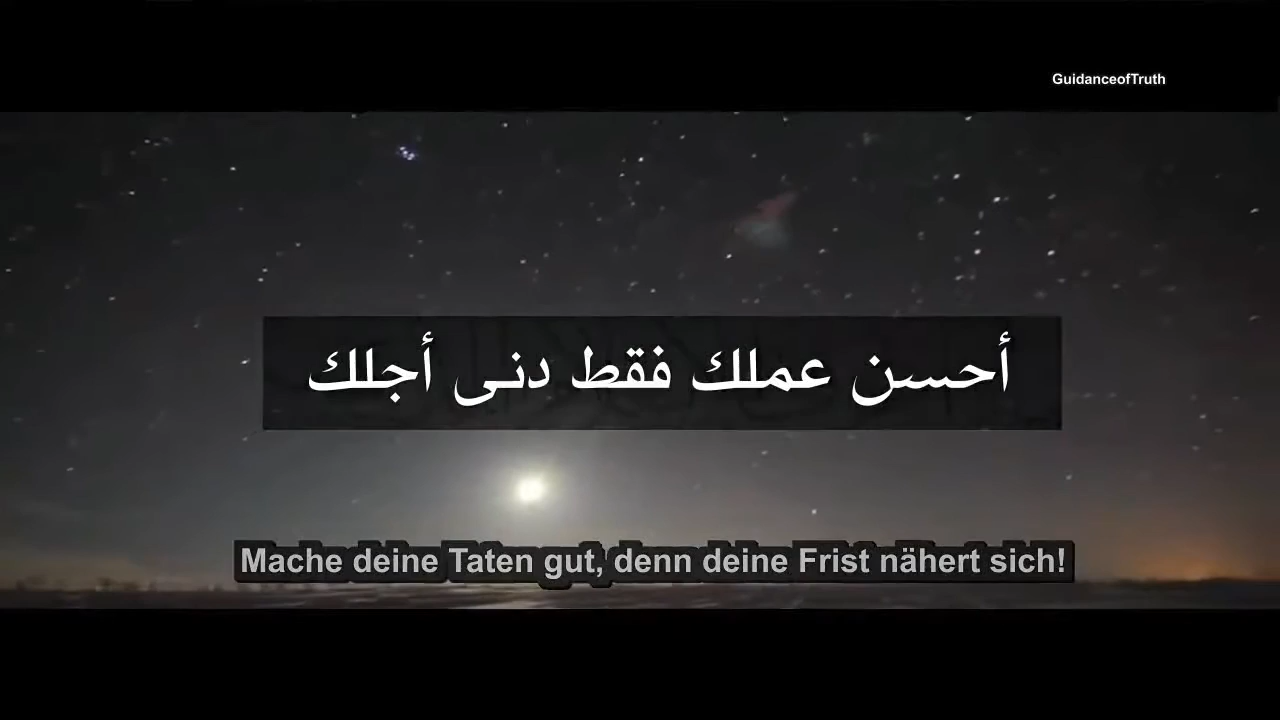 GuidanceofTruth
أحسن عملك فقط دنى أجلك
Mache deine Taten gut, denn deine Frist nähert sich!